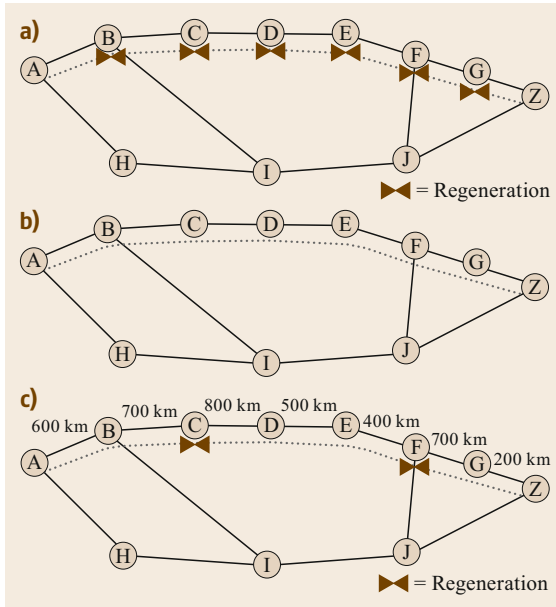 a)
B C D E
F
G
A
Z
H I J
= Regeneration
b)
B C D E
F
G
A
Z
H I J
c)
600 km 700 km 800 km 500 km 400 km 700 km 200 km
B C D E
F
G
A
Z
H I J
= Regeneration